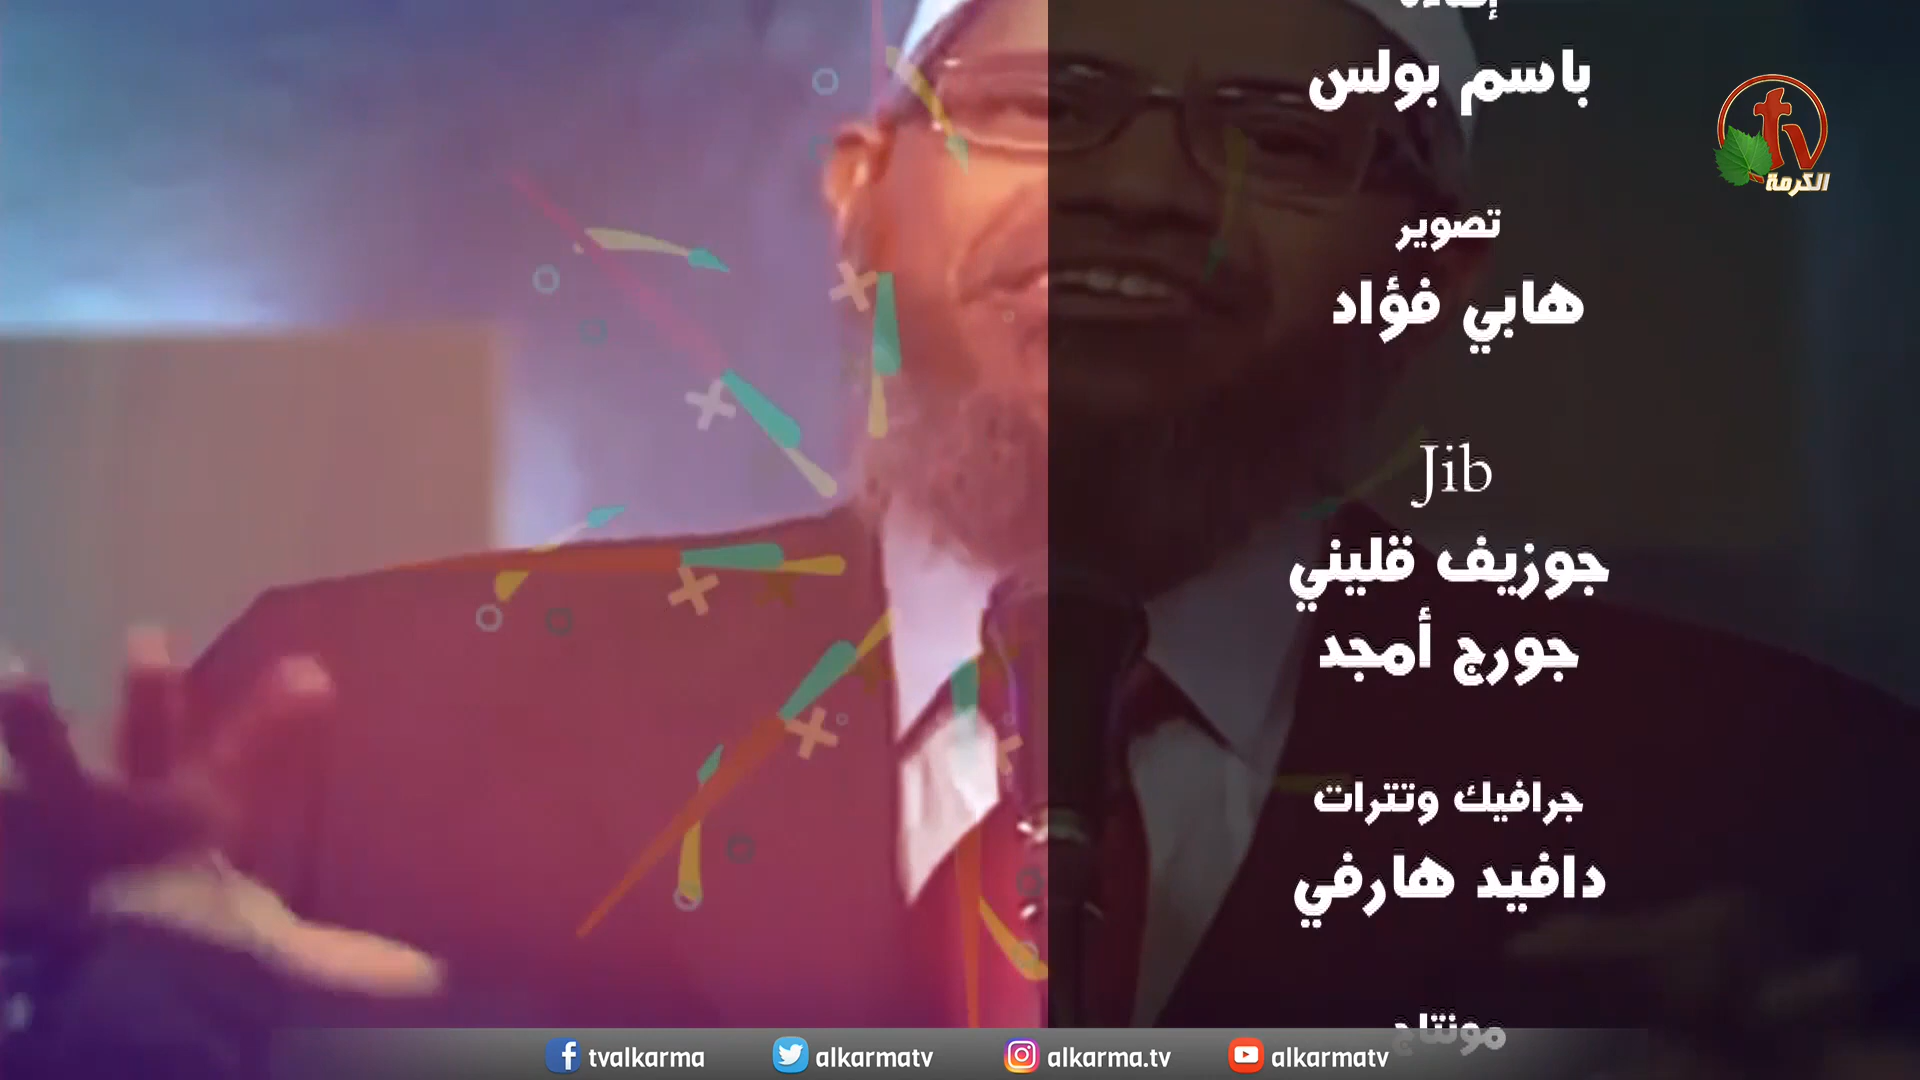 باسم بولس
تصوير
هابي فؤاد
Jib
جوزيف قليني
جورج أمجد
جرافيك وتترات
دافيد هارفي
مونتاج
tv
الكرمة
tvalkarma
alkarmatv
alkarma.tv
alkarmatv